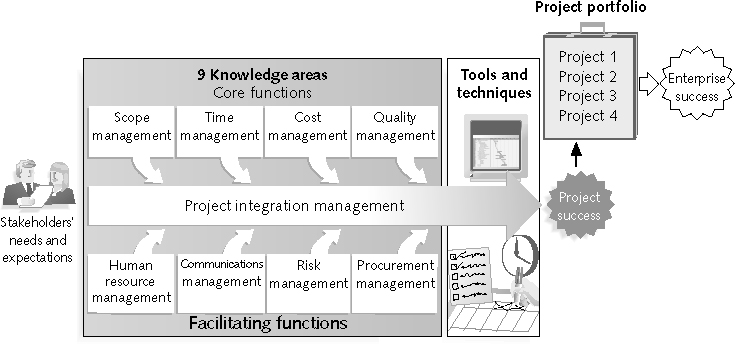 Project portfolio
Project 1
Project 2
Project 3
Project 4
Enterprise
success
9 Knowledge areas
Core functions
Tools and
techniques
Scope
management
Time
management
Cost
management
Quality
management
Stakeholders'
needs and
expectations
Project integration management
Project
success
Human
resource
management
Communications
management
Risk
management
Procurement
management
Facilitating functions